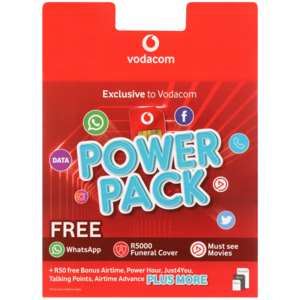 vodacom
Exclusive to Vodacom
DATA
POWER
PACK
FREE
WhatsApp
R5000
Funeral Cover
Must see
Movies
+ R50 free Bonus Airtime, Power Hour, Just4You,
Talking Points, Airtime Advance PLUS MORE